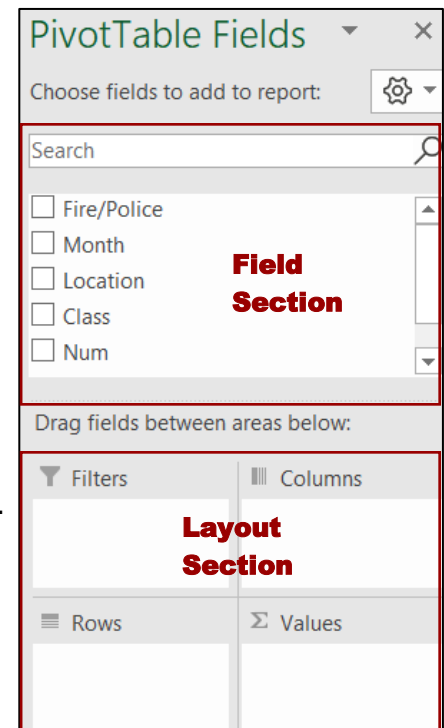 PivotTable Fields
Choose fields to add to report:
Search
Fire/Police
Month
Location
Class
Num
Field
Section
Drag fields between areas below:
Filters
Columns
Layout
Section
Rows
Σ Values
.